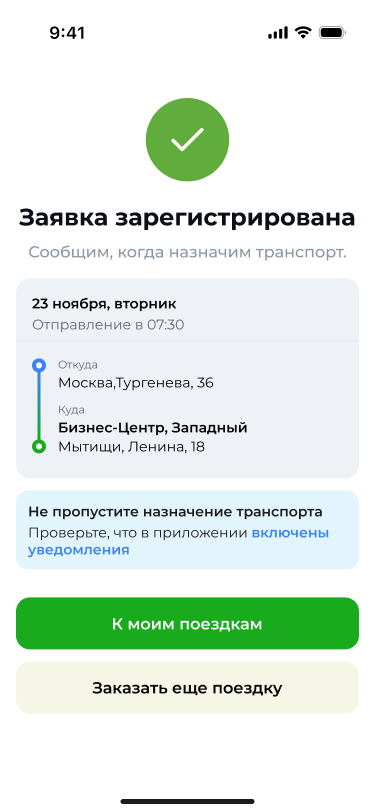 9:41
Заявка зарегистрирована
Сообщим, когда назначим транспорт.
23 ноября, вторник
Отправление в 07:30
Откуда
Москва,Тургенева, 36
Куда
Бизнес-Центр, Западный
Мытищи, Ленина, 18
Не пропустите назначение транспорта
Проверьте, что в приложении включены
уведомления
К моим поездкам
Заказать еще поездку